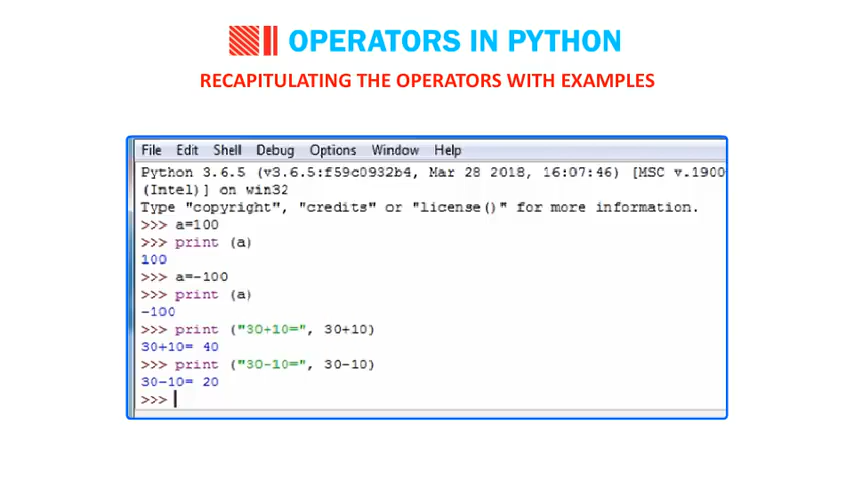 OPERATORS IN PYTHON
RECAPITULATING THE OPERATORS WITH EXAMPLES
File Edit Shell Debug Options Window Help
Python 3.6.5 (v3.6.5:f59c0932b4, Mar 28 2018, 16:07:46) [MSC v.1900
(Intel)] on win32
Type "copyright", "credits" or "license()" for more information.
>>> a=100
>>> print (a)
100
>>> a=-100
>>> print (a)
-100
>>> print ("30+10=", 30+10)
30+10= 40
>>> print ("30-10=", 30-10)
30-10= 20
>>>